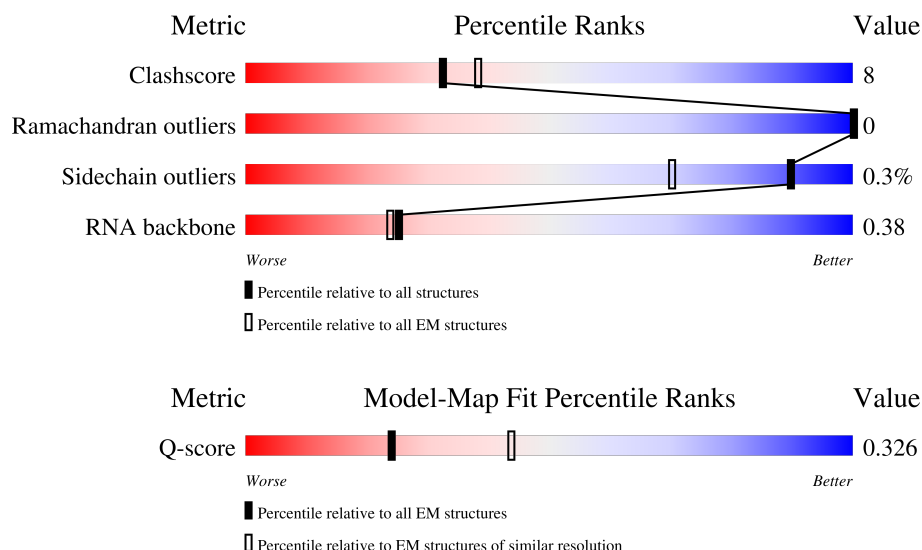 Metric Percentile Ranks Value
Clashscore 8
Ramachandran outliers 0
Sidechain outliers 0.3%
RNA backbone 0.38
Worse Better
Percentile relative to all structures
Percentile relative to all EM structures
Metric Model-Map Fit Percentile Ranks Value
Q-score 0.326
Worse Better
Percentile relative to all EM structures
Percentile relative to EM structures of similar resolution